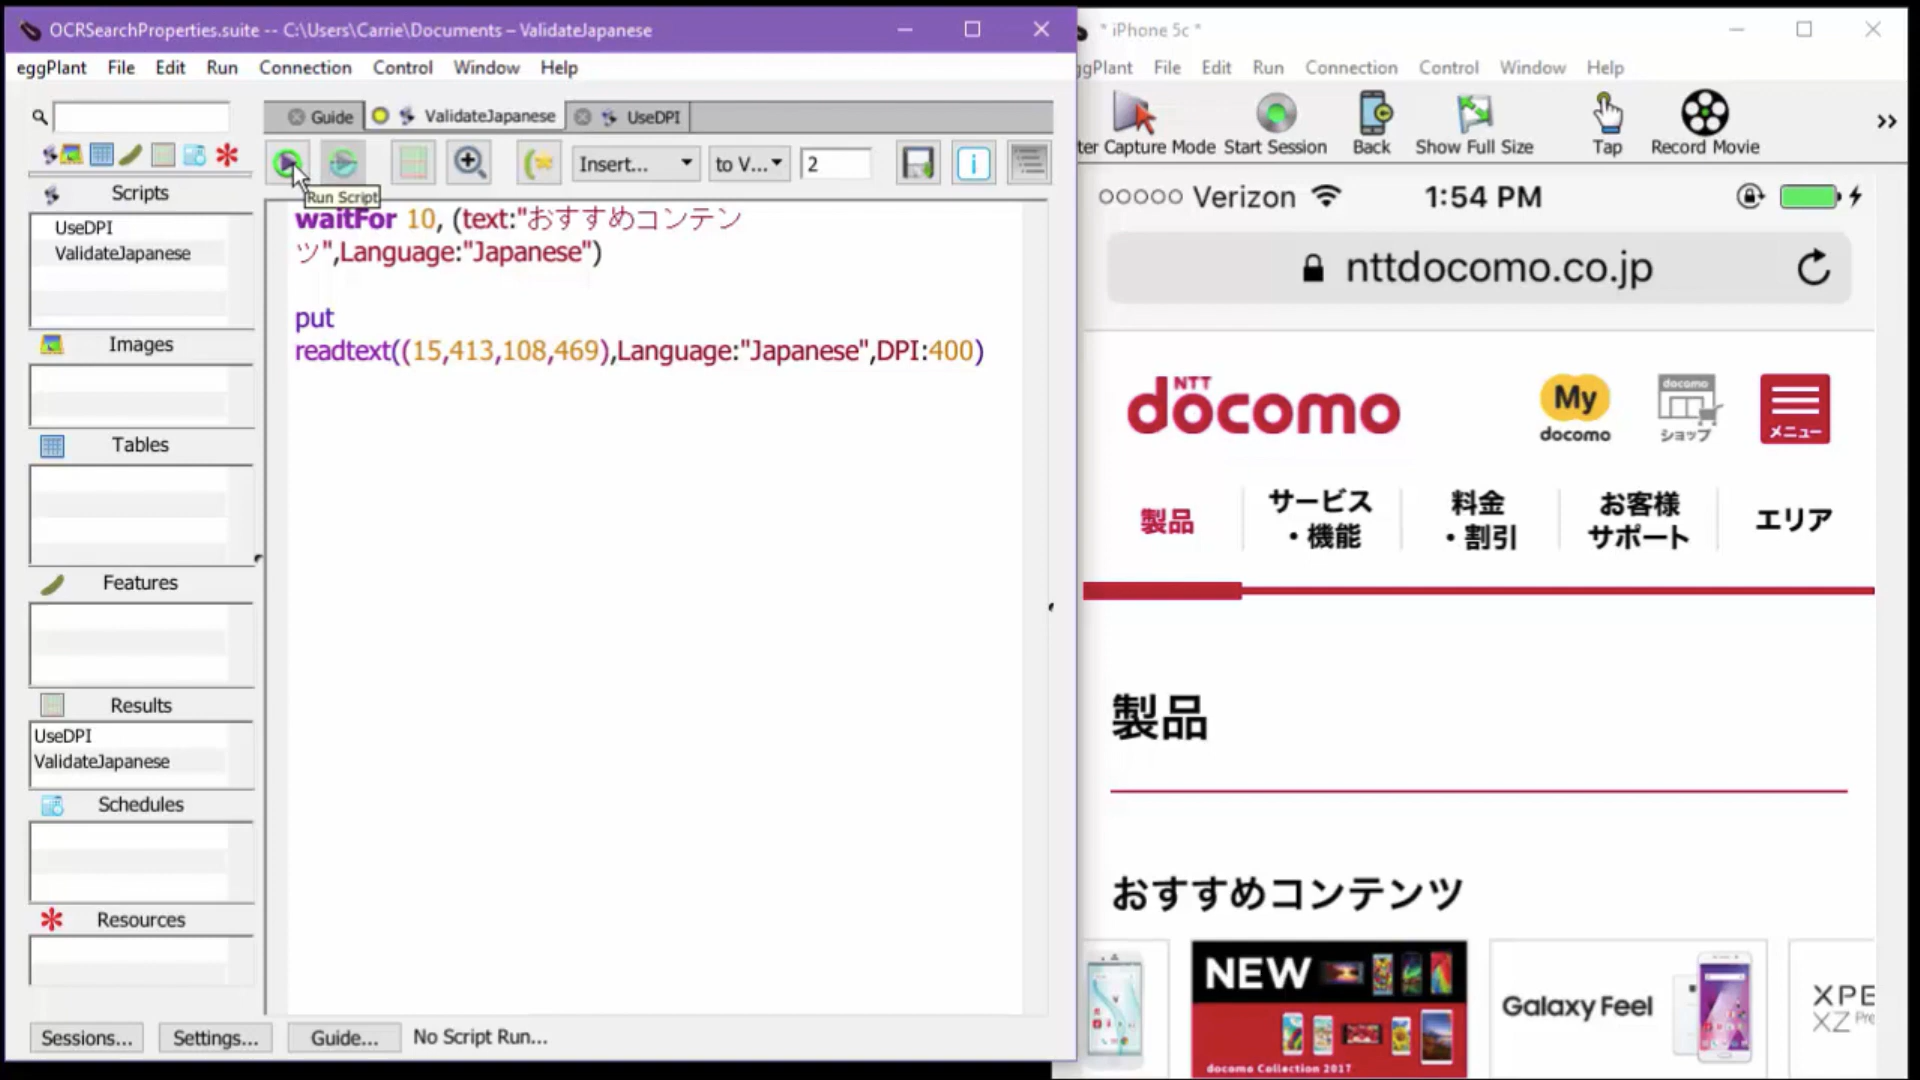 OCRSearchProperties.suite -- C:\Users\Carrie\Documents – ValidateJapanese
eggPlant File Edit Run Connection Control Window Help
Guide ValidateJapanese UseDPI
Insert... to V... 2
Run Script
Scripts
UseDPI
ValidateJapanese
Images
Tables
Features
Results
UseDPI
ValidateJapanese
Schedules
Resources
waitFor 10, (text:"おすすめコンテン
ツ",Language:"Japanese")
put
readtext((15,413,108,469),Language:"Japanese",DPI:400)
Sessions... Settings... Guide... No Script Run...
* iPhone 5c *
ggPlant File Edit Run Connection Control Window Help
ter Capture Mode Start Session Back Show Full Size Tap Record Movie
Verizon 1:54 PM
nttdocomo.co.jp
NTT
docomo
My
docomo
docomo
ショップ
メニュー
製品
サービス
・機能
料金
・割引
お客様
サポート
エリア
製品
おすすめコンテンツ
NEW
docomo Collection 2017
Galaxy Feel
XPE
XZ Pre